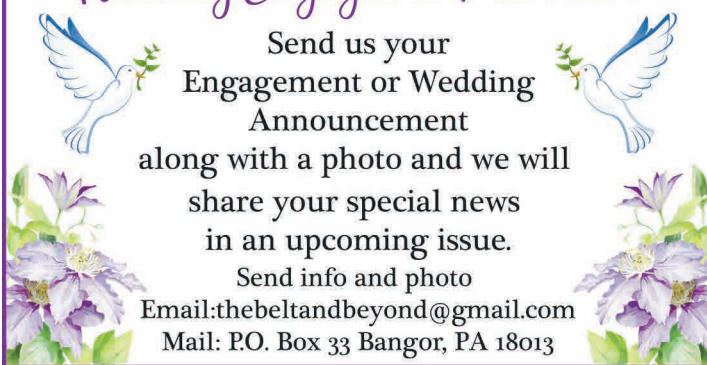 Send us your
Engagement or Wedding
Announcement
along with a photo and we will
share your special news
in an upcoming issue.
Send info and photo
Email:thebeltandbeyond@gmail.com
Mail: P.O. Box 33 Bangor, PA 18013